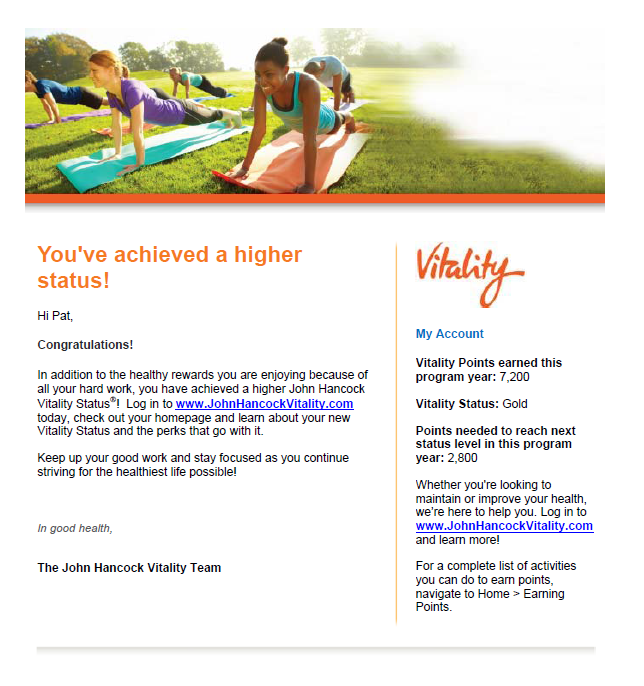 You've achieved a higher
status!
Hi Pat,
Congratulations!
In addition to the healthy rewards you are enjoying because of
all your hard work, you have achieved a higher John Hancock
Vitality Status®!  Log in to www.JohnHancockVitality.com
today, check out your homepage and learn about your new
Vitality Status and the perks that go with it.
Keep up your good work and stay focused as you continue
striving for the healthiest life possible!
In good health,
The John Hancock Vitality Team
Vitality
My Account
Vitality Points earned this
program year: 7,200
Vitality Status: Gold
Points needed to reach next
status level in this program
year: 2,800
Whether you're looking to
maintain or improve your health,
we're here to help you. Log in to
www.JohnHancockVitality.com
and learn more!
For a complete list of activities
you can do to earn points,
navigate to Home > Earning
Points.